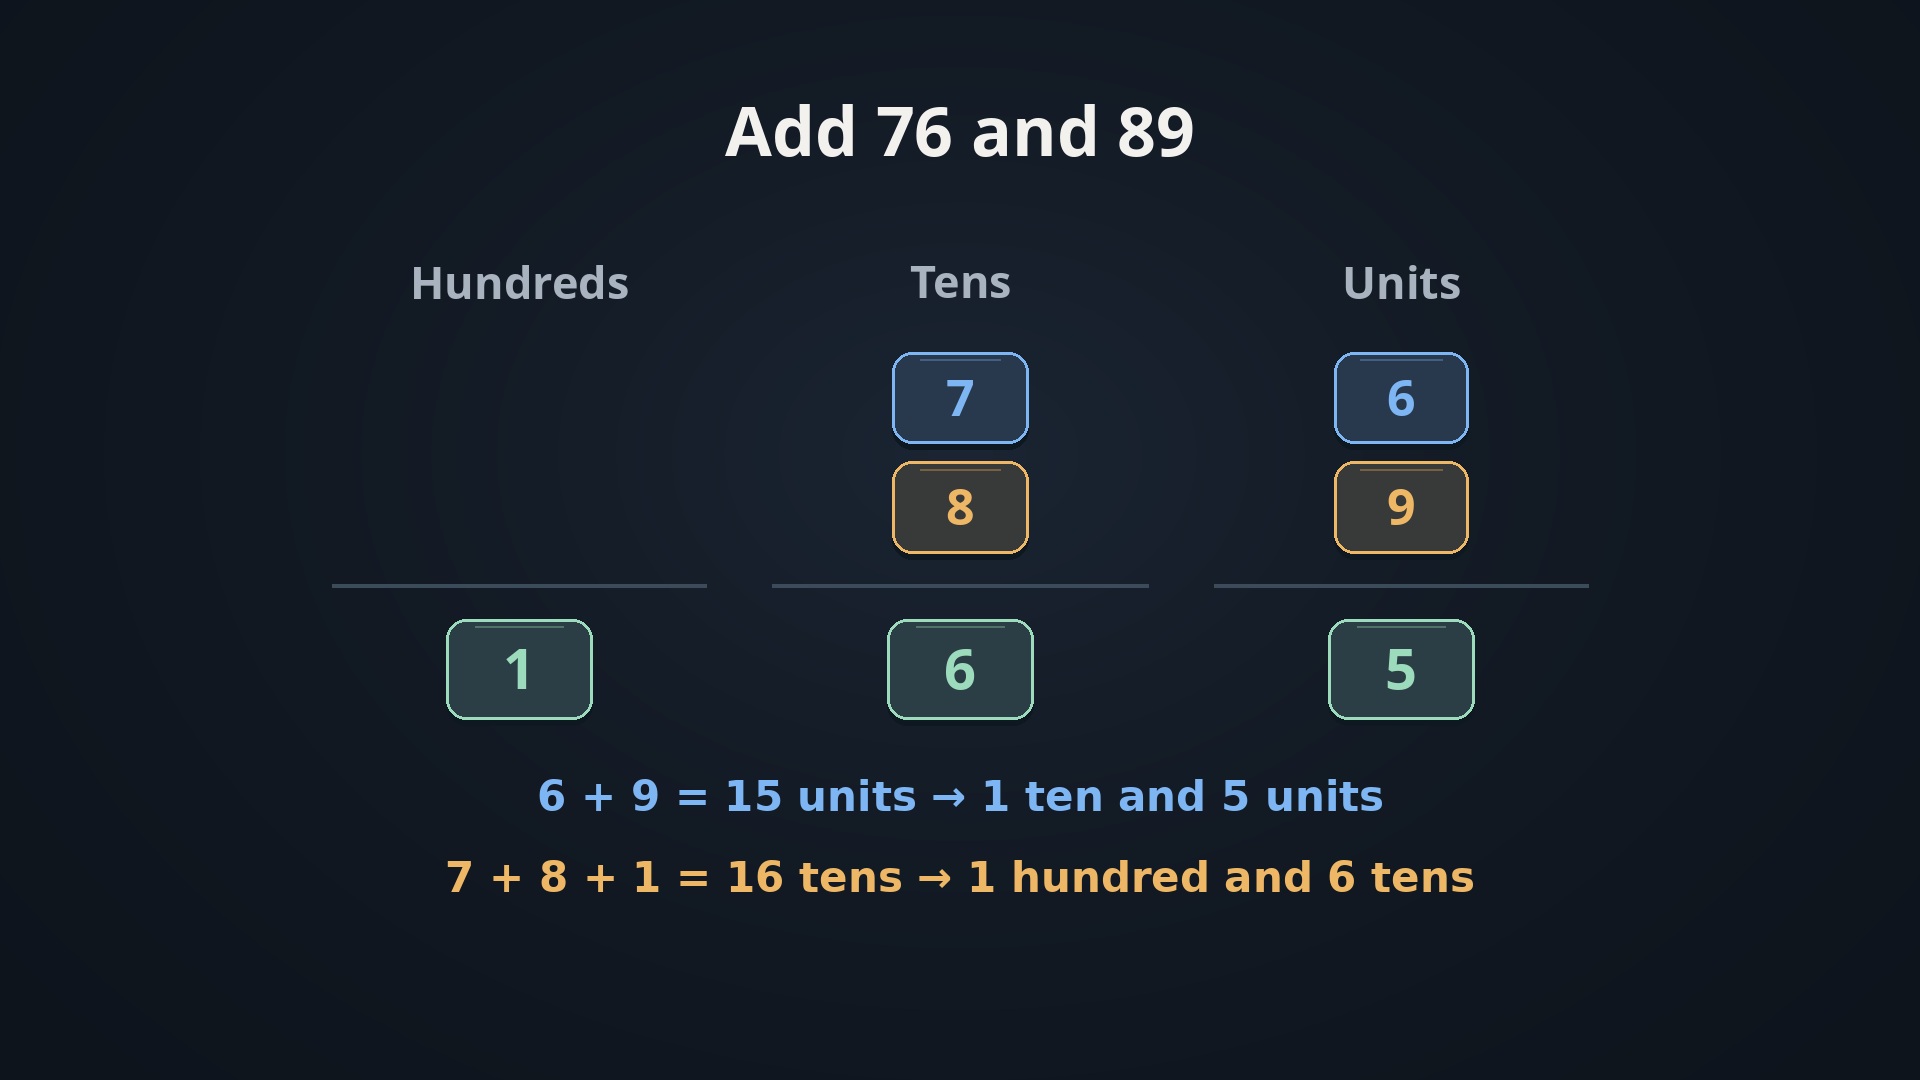 Add 76 and 89
Hundreds Tens Units
7 6
8 9
1 6 5
6 + 9 = 15 units → 1 ten and 5 units
7 + 8 + 1 = 16 tens → 1 hundred and 6 tens